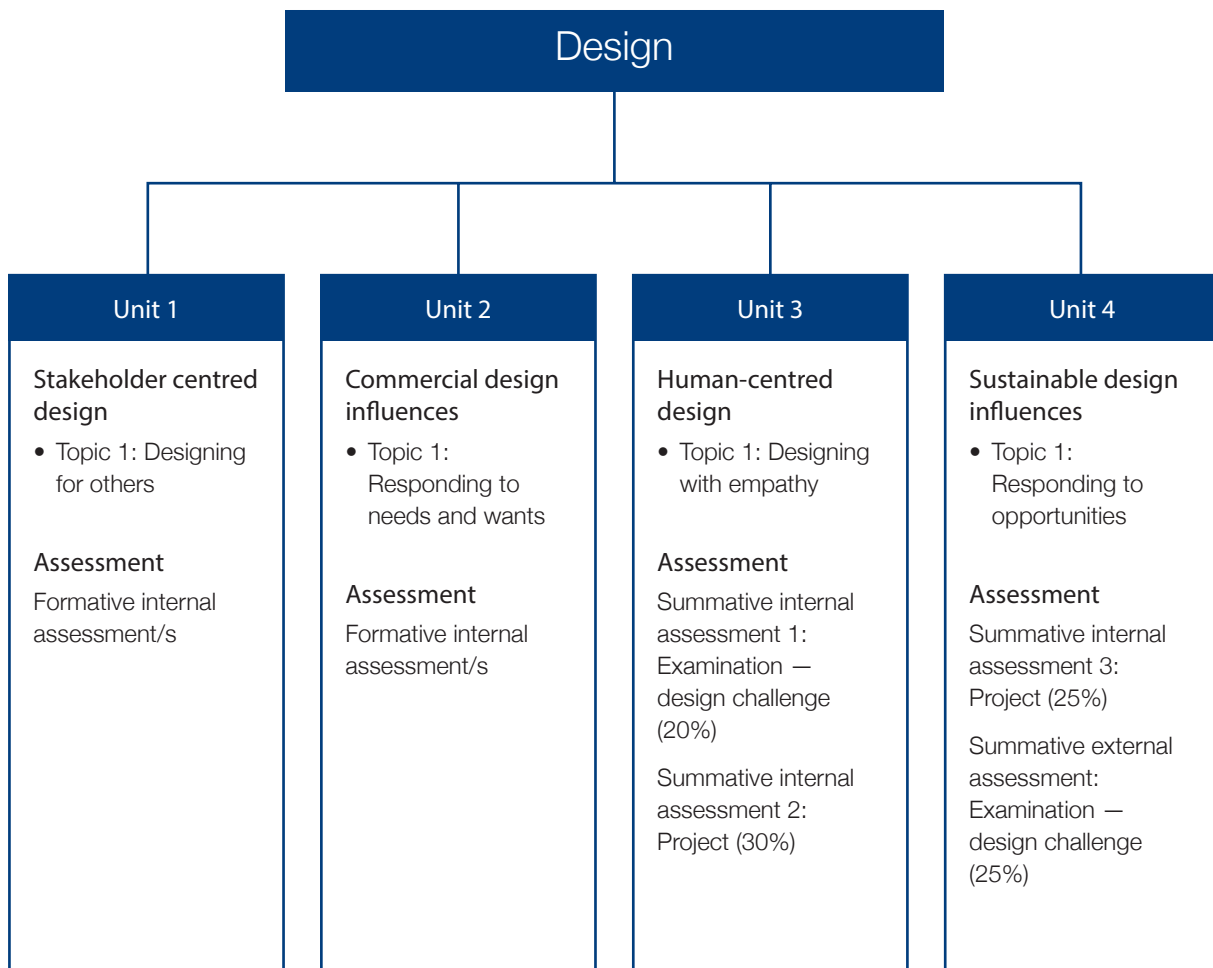 Design
Unit 1
Stakeholder centred
design
• Topic 1: Designing
for others
Assessment
Formative internal
assessment/s
Unit 2
Commercial design
influences
• Topic 1:
Responding to
needs and wants
Assessment
Formative internal
assessment/s
Unit 3
Human-centred
design
• Topic 1: Designing
with empathy
Assessment
Summative internal
assessment 1:
Examination —
design challenge
(20%)
Summative internal
assessment 2:
Project (30%)
Unit 4
Sustainable design
influences
• Topic 1:
Responding to
opportunities
Assessment
Summative internal
assessment 3:
Project (25%)
Summative external
assessment:
Examination —
design challenge
(25%)